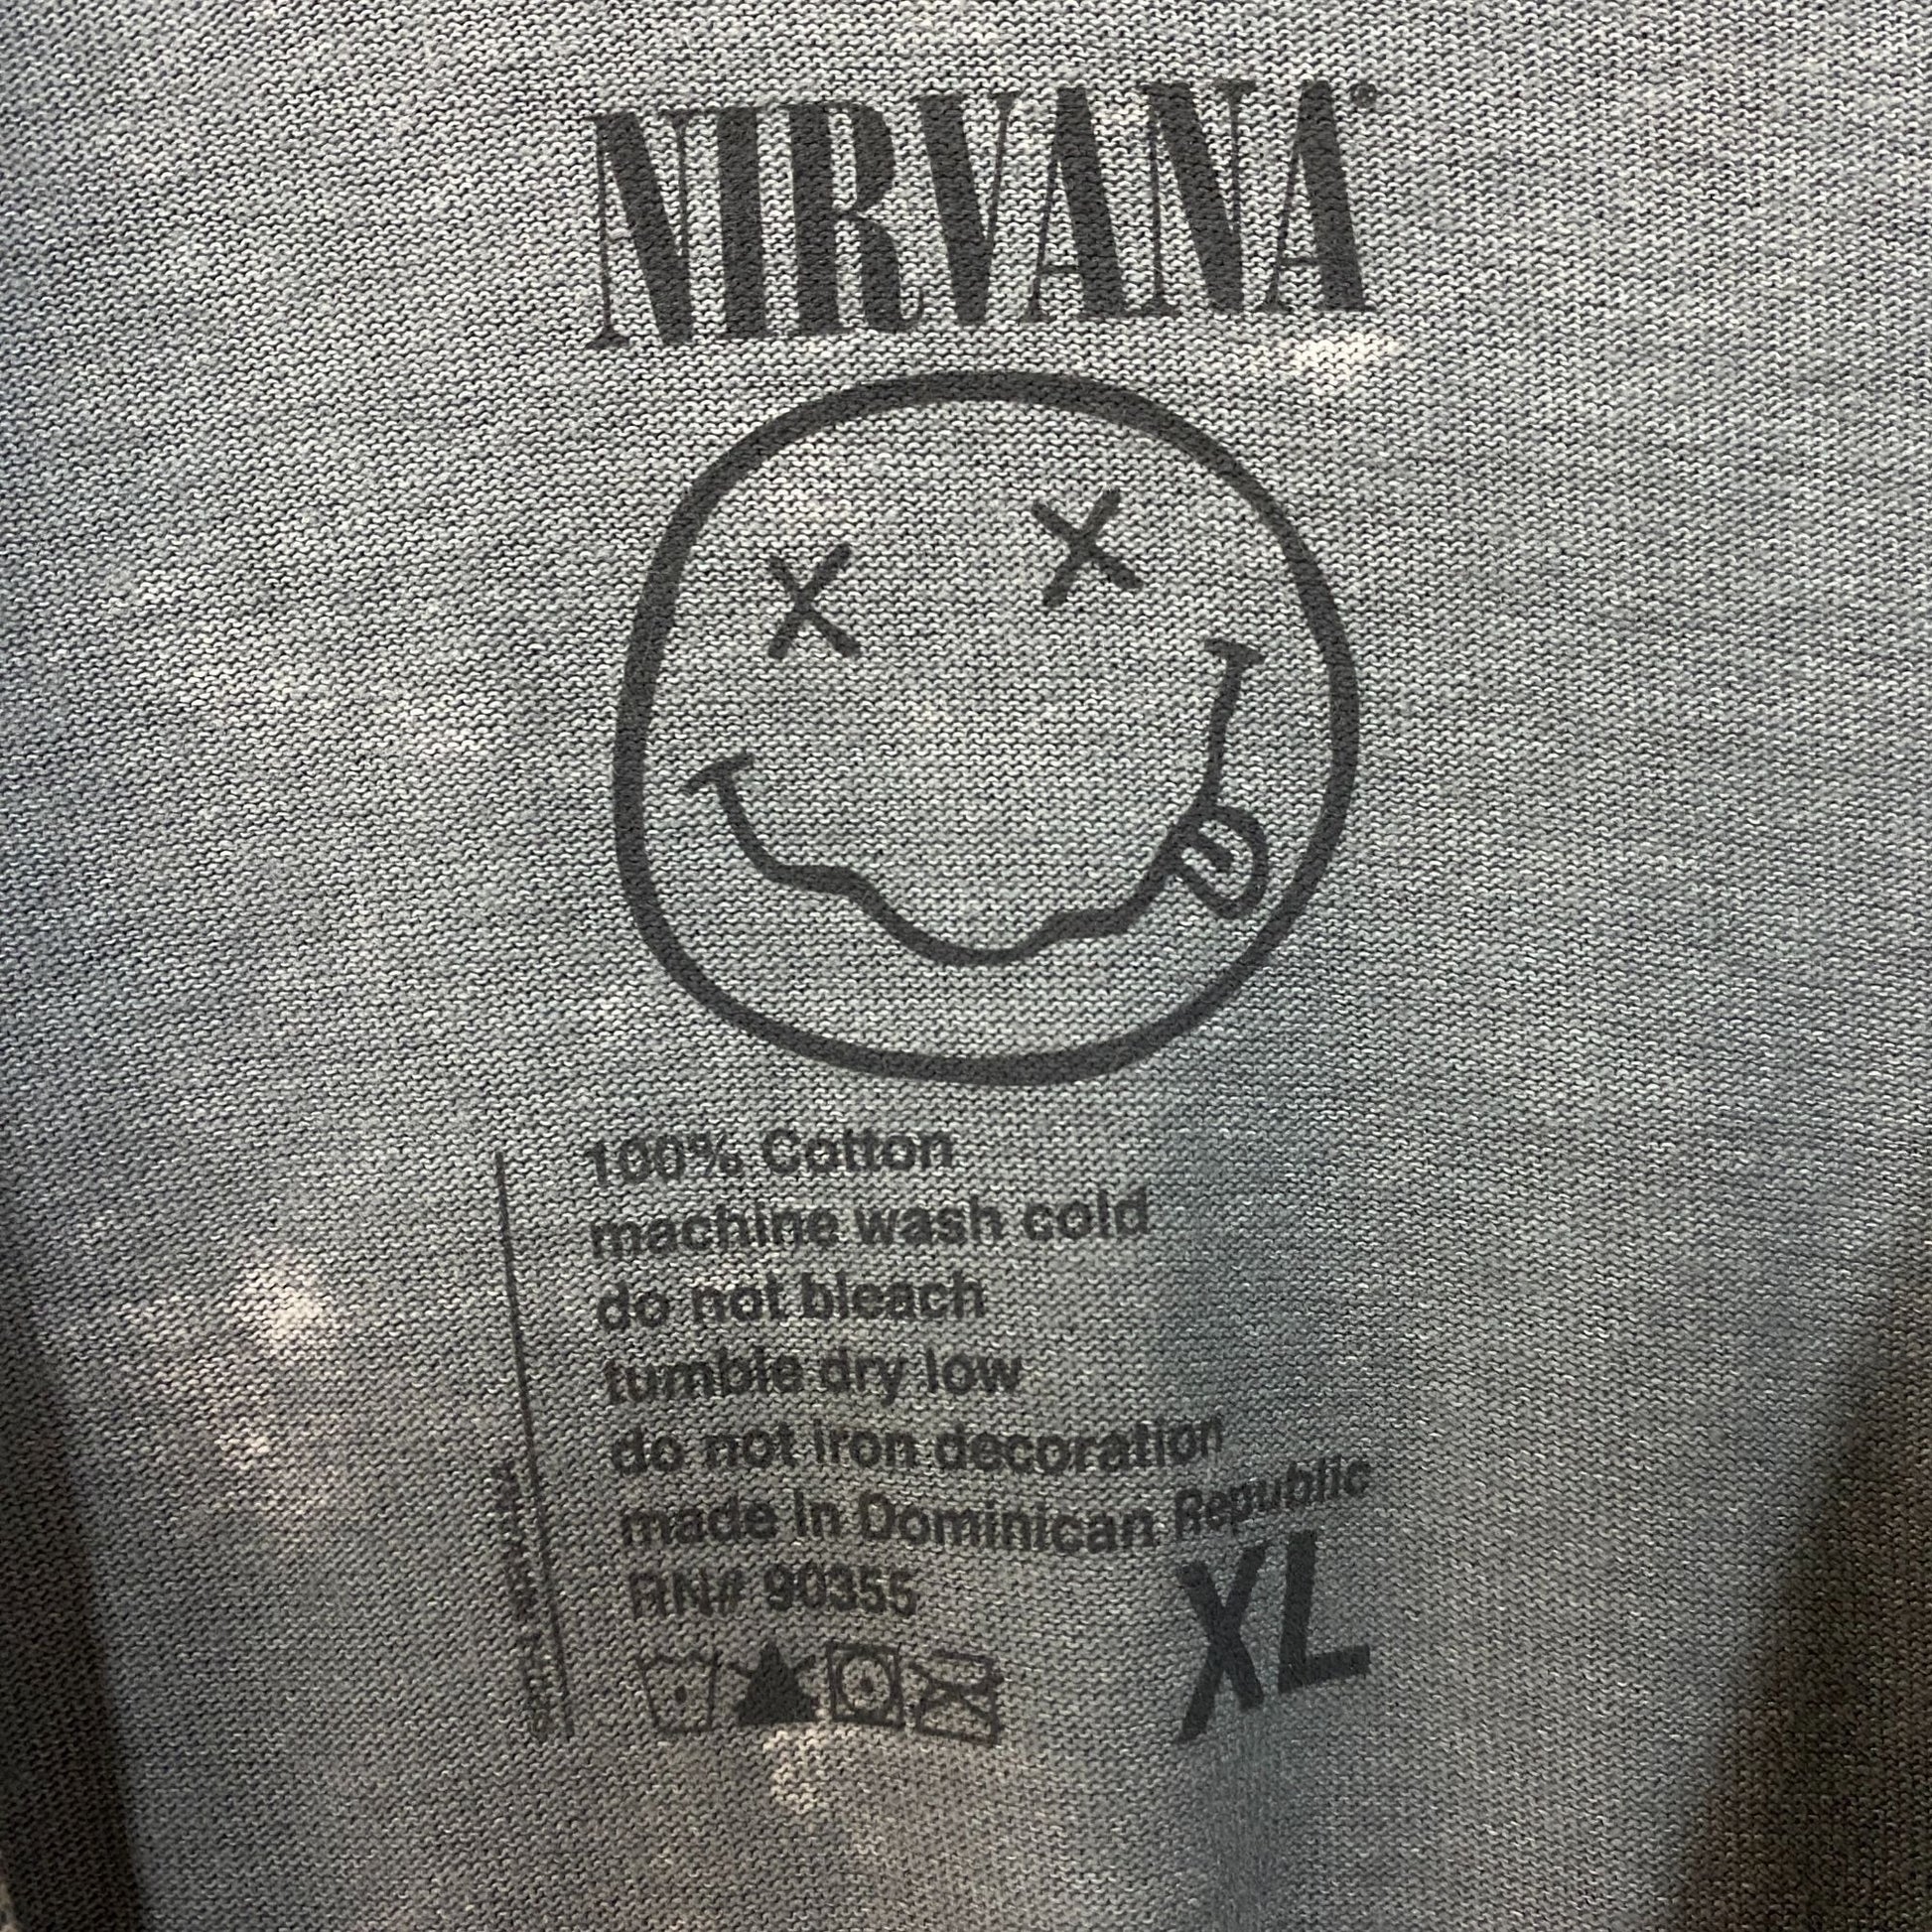 NIRVANA®
100% Cotton
machine wash cold
do not bleach
tumble dry low
do not iron decoration
made in Dominican Republic
RN# 90355
XL